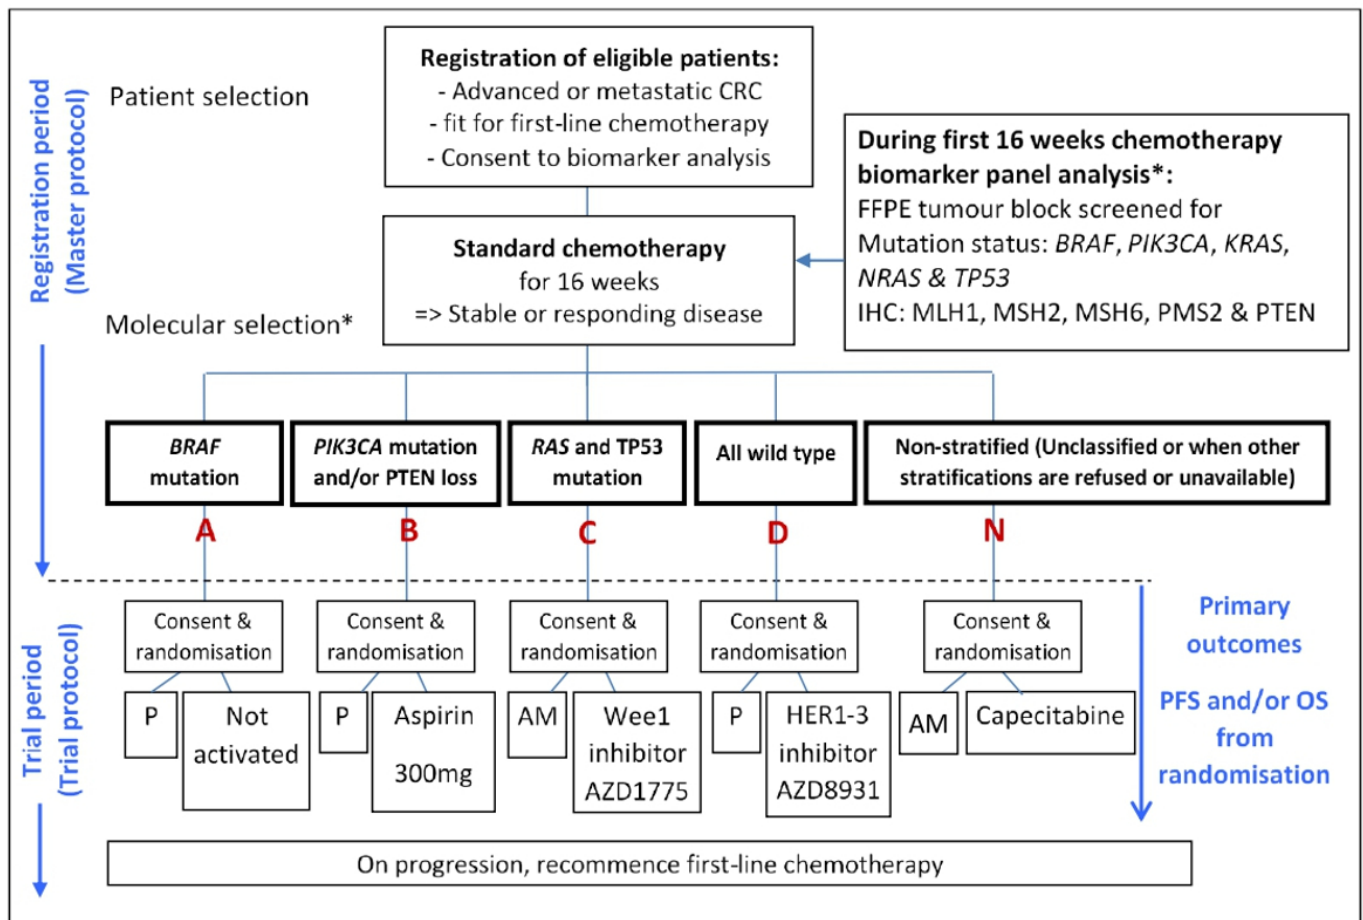 Registration period
(Master protocol)
Patient selection
Registration of eligible patients:
- Advanced or metastatic CRC
- fit for first-line chemotherapy
- Consent to biomarker analysis
During first 16 weeks chemotherapy
biomarker panel analysis*:
FFPE tumour block screened for
Mutation status: BRAF, PIK3CA, KRAS,
NRAS & TP53
IHC: MLH1, MSH2, MSH6, PMS2 & PTEN
Standard chemotherapy
for 16 weeks
=> Stable or responding disease
Molecular selection*
BRAF
mutation
A
PIK3CA mutation
and/or PTEN loss
B
RAS and TP53
mutation
C
All wild type
D
Non-stratified (Unclassified or when other
stratifications are refused or unavailable)
N
Trial period
(Trial protocol)
Consent &
randomisation
P
Not
activated
Consent &
randomisation
P
Aspirin
300mg
Consent &
randomisation
AM
Wee1
inhibitor
AZD1775
Consent &
randomisation
P
HER1-3
inhibitor
AZD8931
Consent &
randomisation
AM
Capecitabine
Primary
outcomes
PFS and/or OS
from
randomisation
On progression, recommence first-line chemotherapy